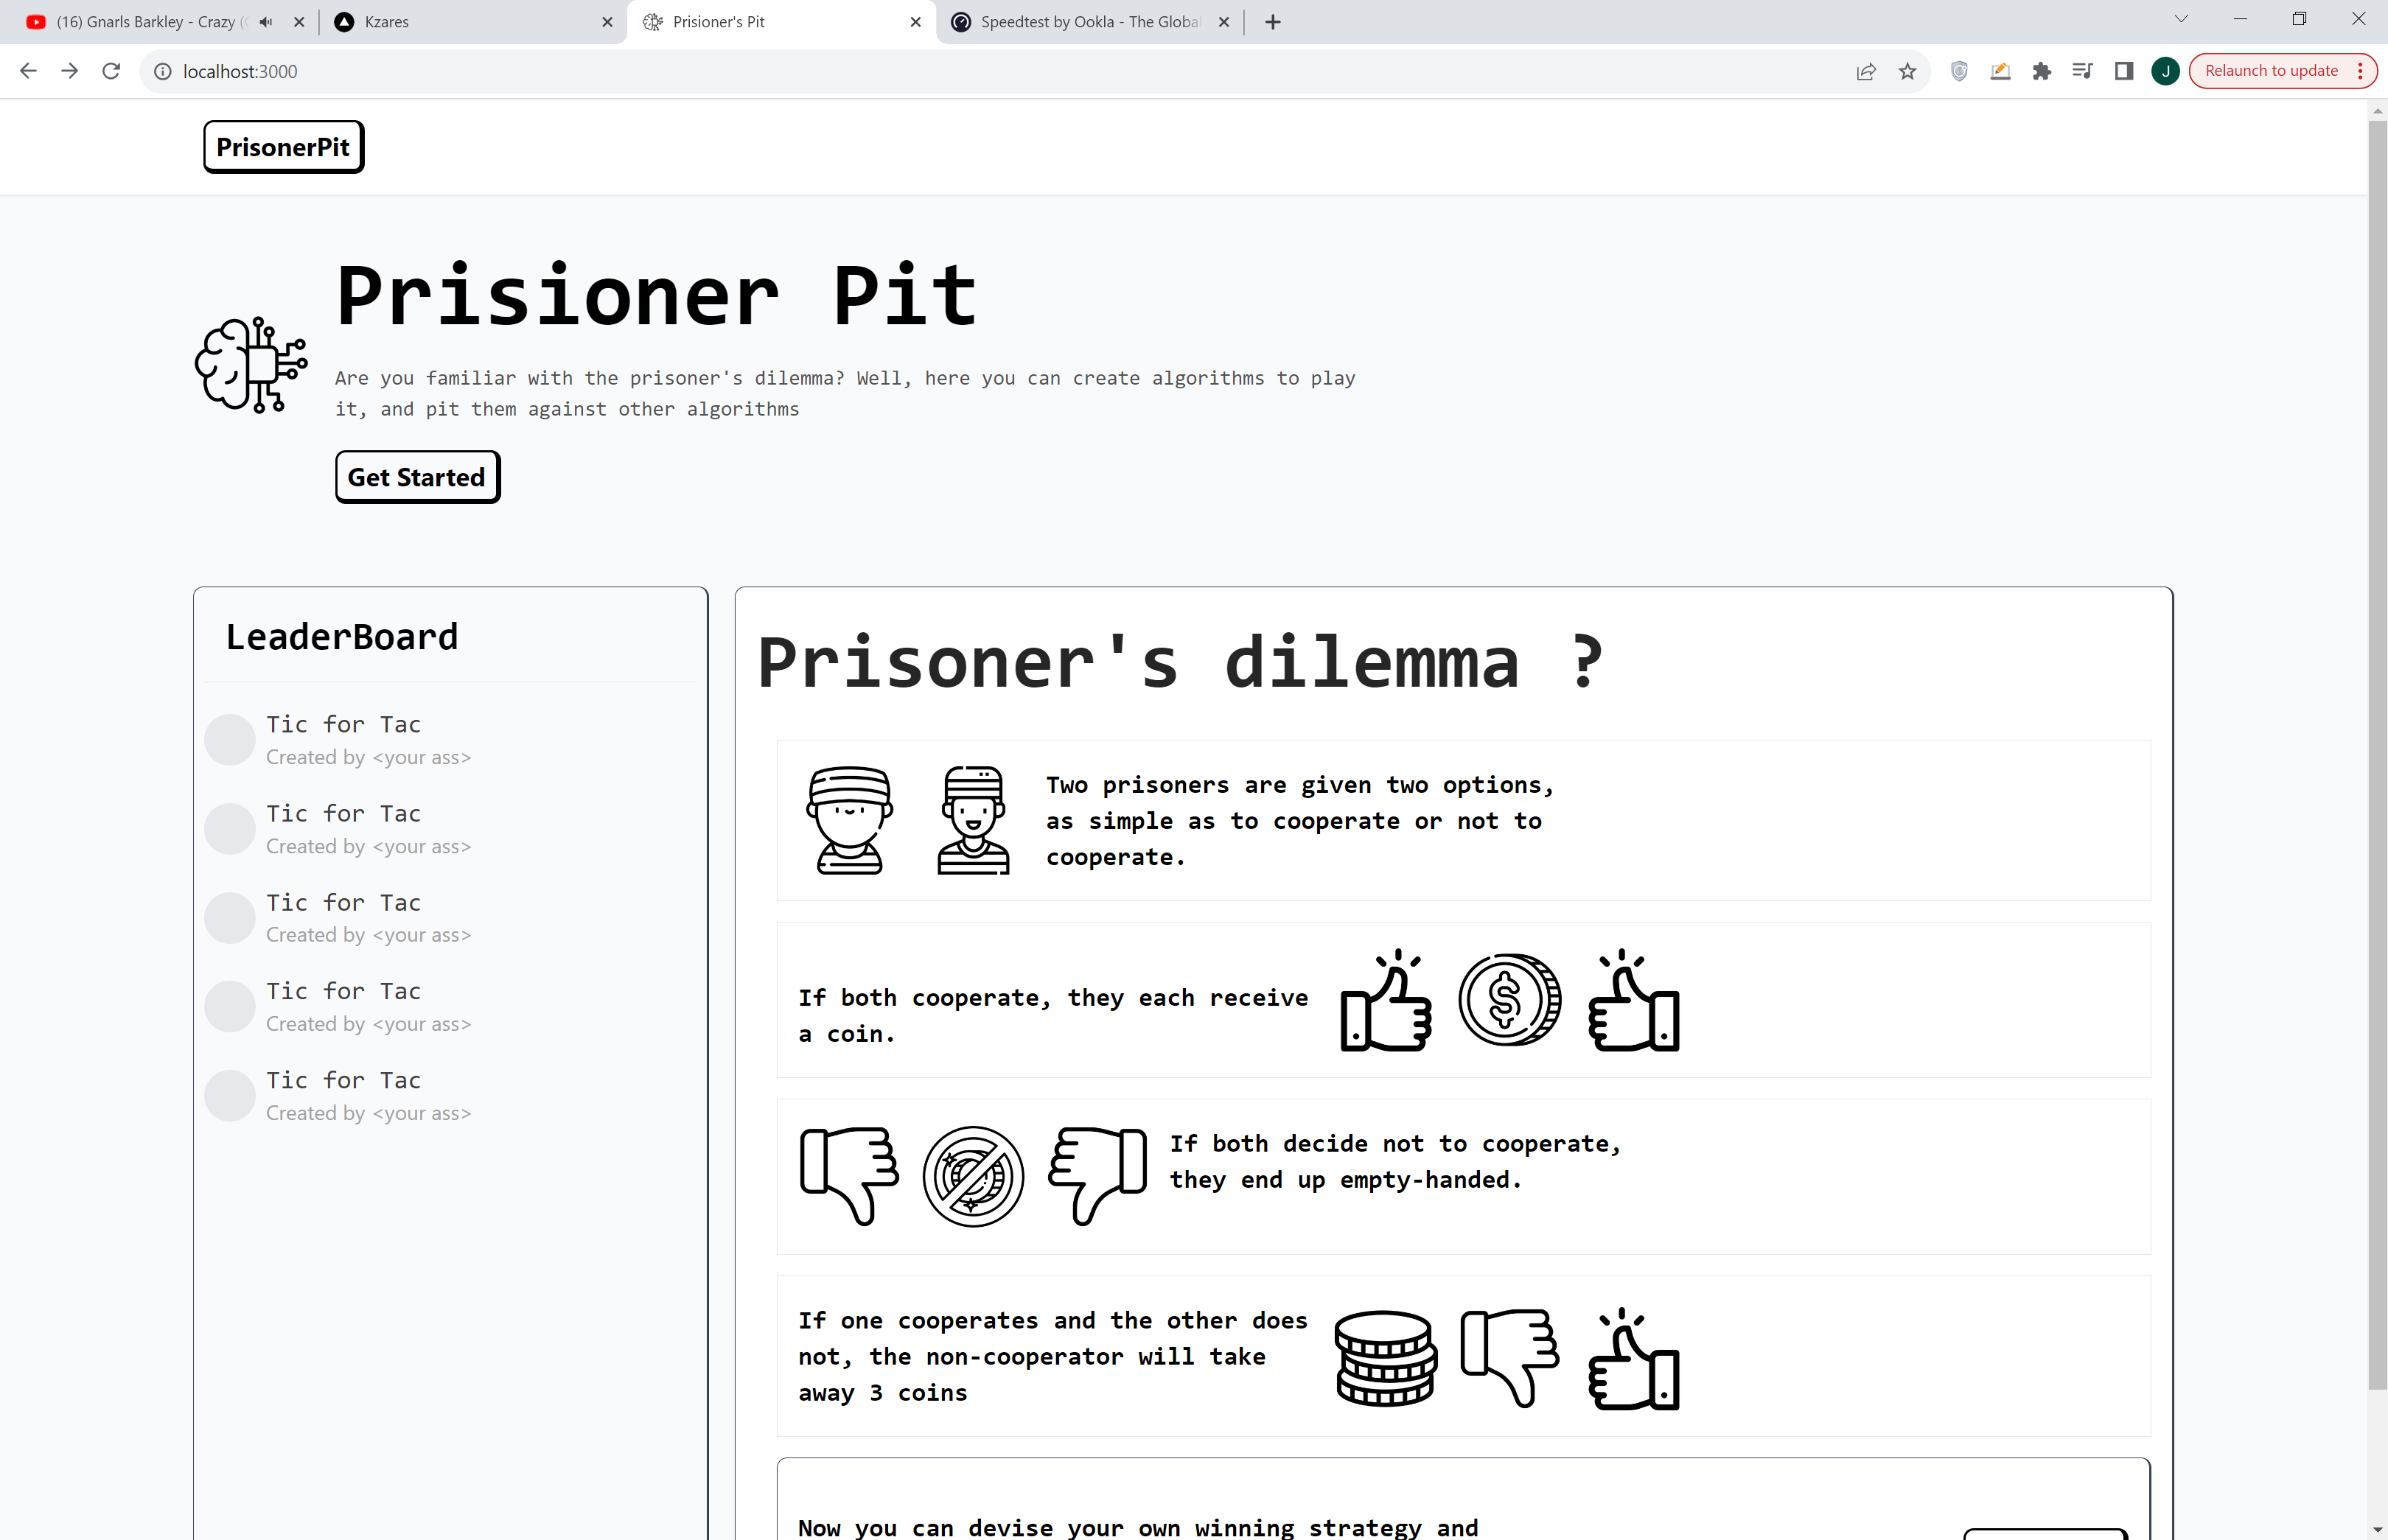 (16) Gnarls Barkley - Crazy (
Kzares
Prisioner's Pit
Speedtest by Ookla - The Global
localhost:3000
J
Relaunch to update
PrisonerPit
Prisioner Pit
Are you familiar with the prisoner's dilemma? Well, here you can create algorithms to play
it, and pit them against other algorithms
Get Started
LeaderBoard
Tic for Tac
Created by <your ass>
Tic for Tac
Created by <your ass>
Tic for Tac
Created by <your ass>
Tic for Tac
Created by <your ass>
Tic for Tac
Created by <your ass>
Prisoner's dilemma ?
Two prisoners are given two options,
as simple as to cooperate or not to
cooperate.
If both cooperate, they each receive
a coin.
If both decide not to cooperate,
they end up empty-handed.
If one cooperates and the other does
not, the non-cooperator will take
away 3 coins
Now you can devise your own winning strategy and